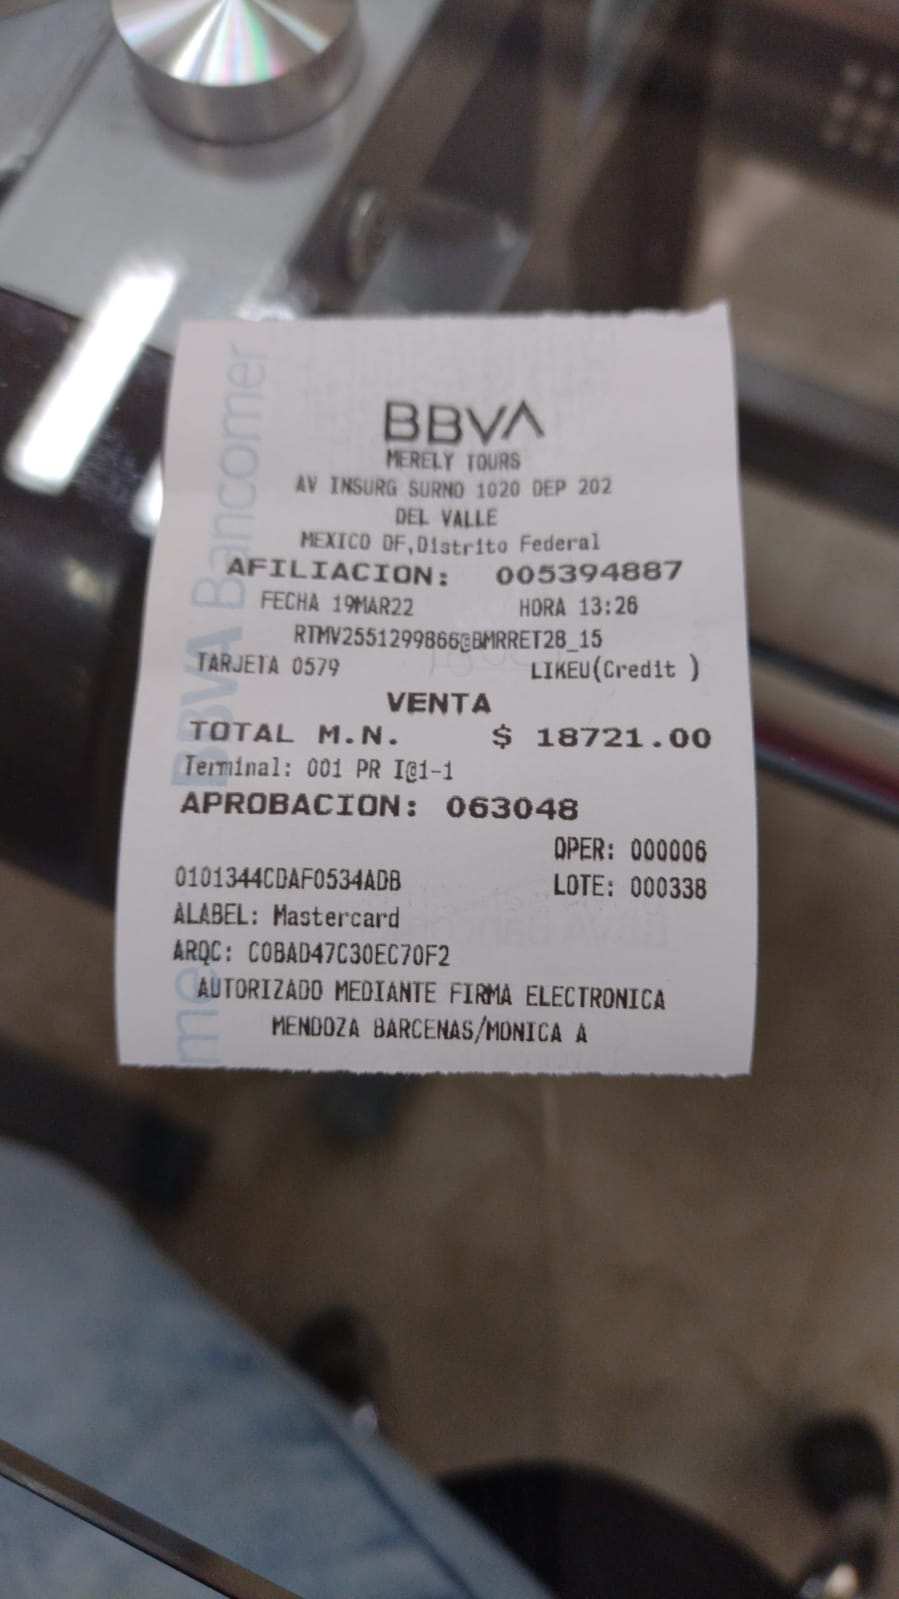 BBVA
MERELY TOURS
AV INSURG SURNO 1020 DEP 202
DEL VALLE
MEXICO DF,Distrito Federal
AFILIACION: 005394887
FECHA 19MAR22 HORA 13:26
RTMV2551299866@BMRRET28_15
TARJETA 0579 LIKEU(Credit )
VENTA
TOTAL M.N. $ 18721.00
Terminal: 001 PR I@1-1
APROBACION: 063048
OPER: 000006
0101344CDAF0534ADB LOTE: 000338
ALABEL: Mastercard
ARQC: C0BAD47C30EC70F2
AUTORIZADO MEDIANTE FIRMA ELECTRONICA
MENDOZA BARCENAS/MONICA A
BBVA Bancomer
mer